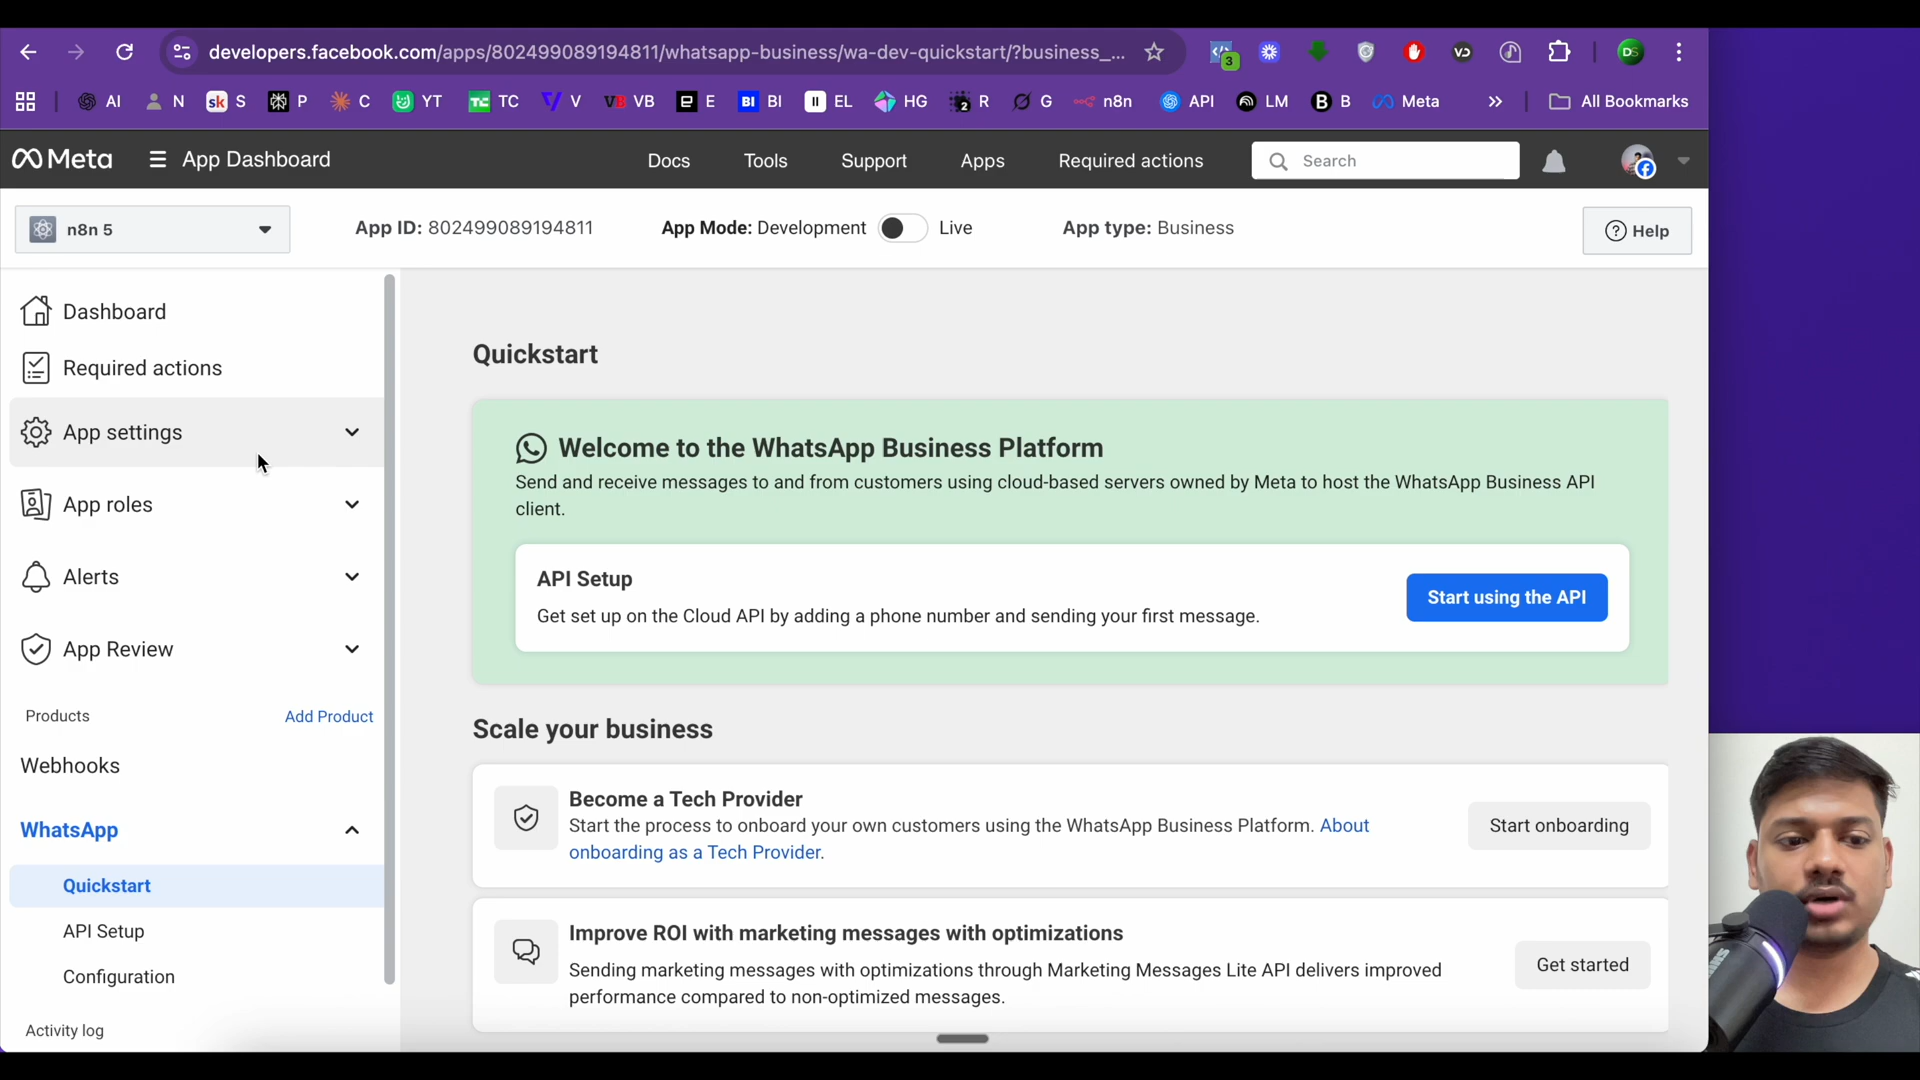 developers.facebook.com/apps/802499089194811/whatsapp-business/wa-dev-quickstart/?business_...
3
DS
AI
N
sk S
P
C
YT
TC TC
V
VB VB
E
BI BI
II EL
HG
2 R
G
n8n
API
LM
B B
Meta
All Bookmarks
Meta
App Dashboard
Docs
Tools
Support
Apps
Required actions
Search
n8n 5
App ID: 802499089194811
App Mode: Development
Live
App type: Business
? Help
Dashboard
Required actions
App settings
App roles
Alerts
App Review
Products
Add Product
Webhooks
WhatsApp
Quickstart
API Setup
Configuration
Activity log
Quickstart
Welcome to the WhatsApp Business Platform
Send and receive messages to and from customers using cloud-based servers owned by Meta to host the WhatsApp Business API
client.
API Setup
Get set up on the Cloud API by adding a phone number and sending your first message.
Start using the API
Scale your business
Become a Tech Provider
Start the process to onboard your own customers using the WhatsApp Business Platform. About
onboarding as a Tech Provider.
Start onboarding
Improve ROI with marketing messages with optimizations
Sending marketing messages with optimizations through Marketing Messages Lite API delivers improved
performance compared to non-optimized messages.
Get started